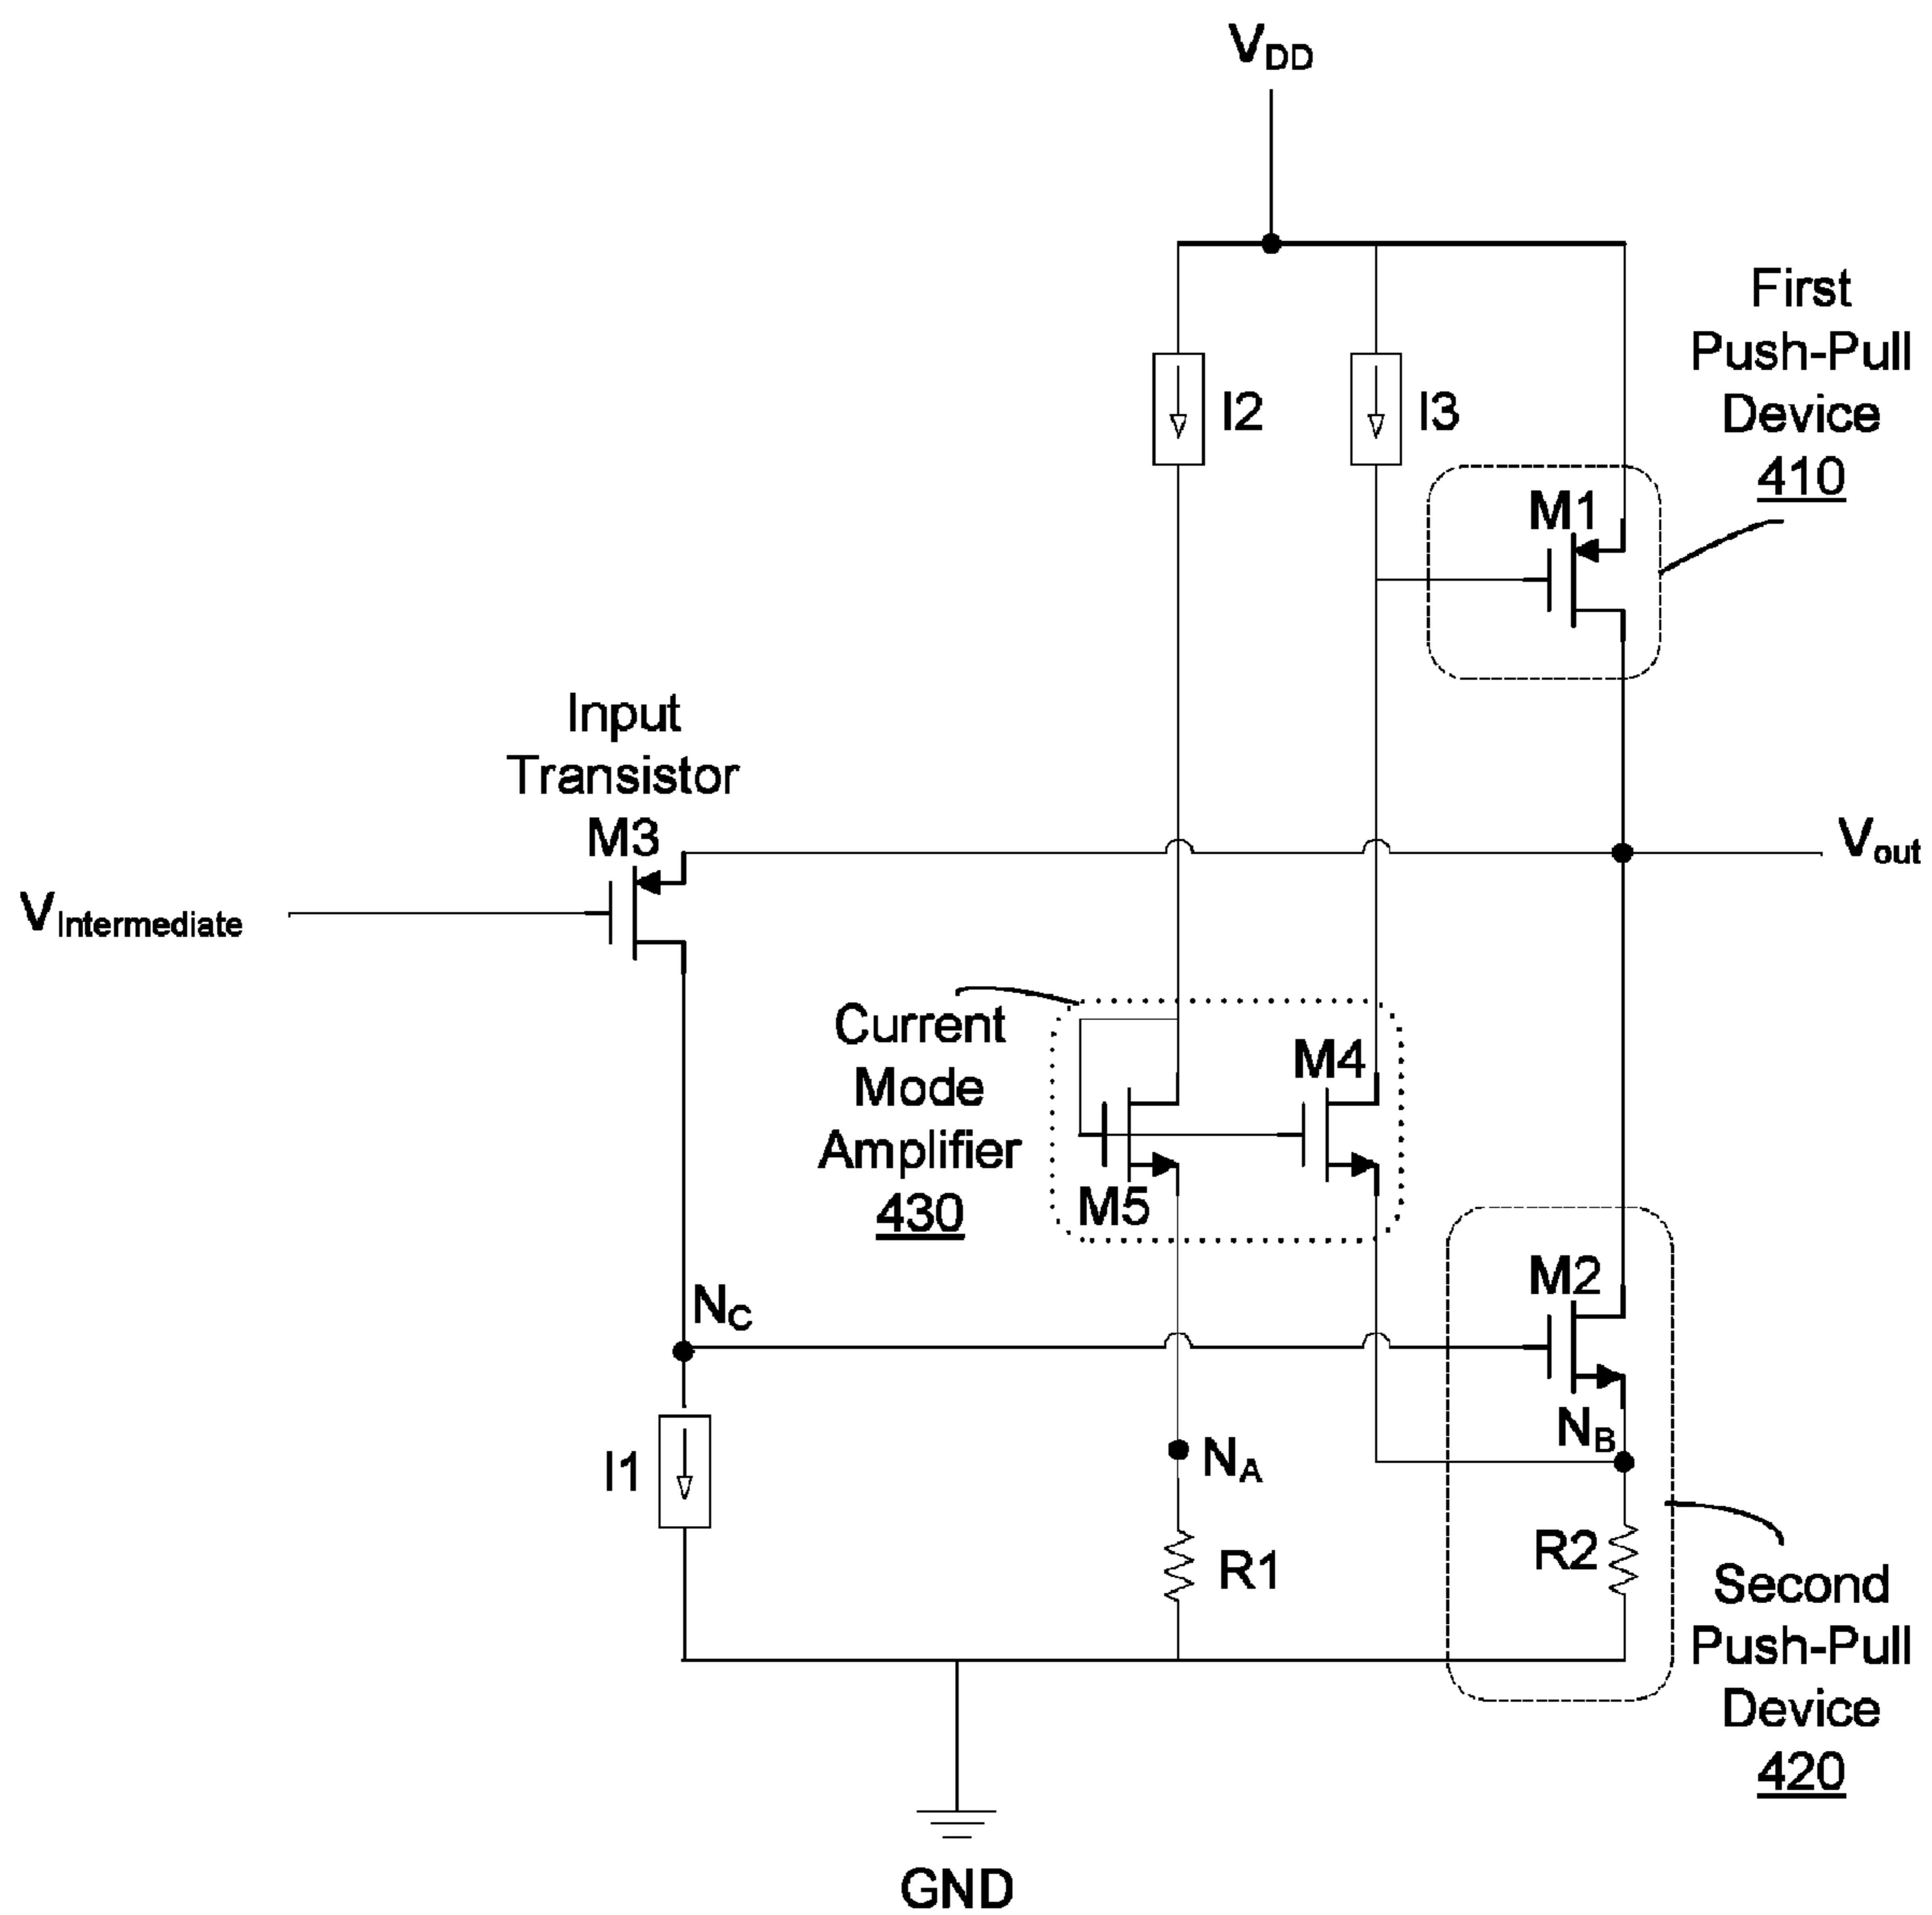 VDD
First
Push-Pull
Device
410
I2
I3
M1
Input
Transistor
M3
VIntermediate
Vout
Current
Mode
Amplifier
430
M4
M5
M2
NC
NB
NA
I1
R1
R2
Second
Push-Pull
Device
420
GND